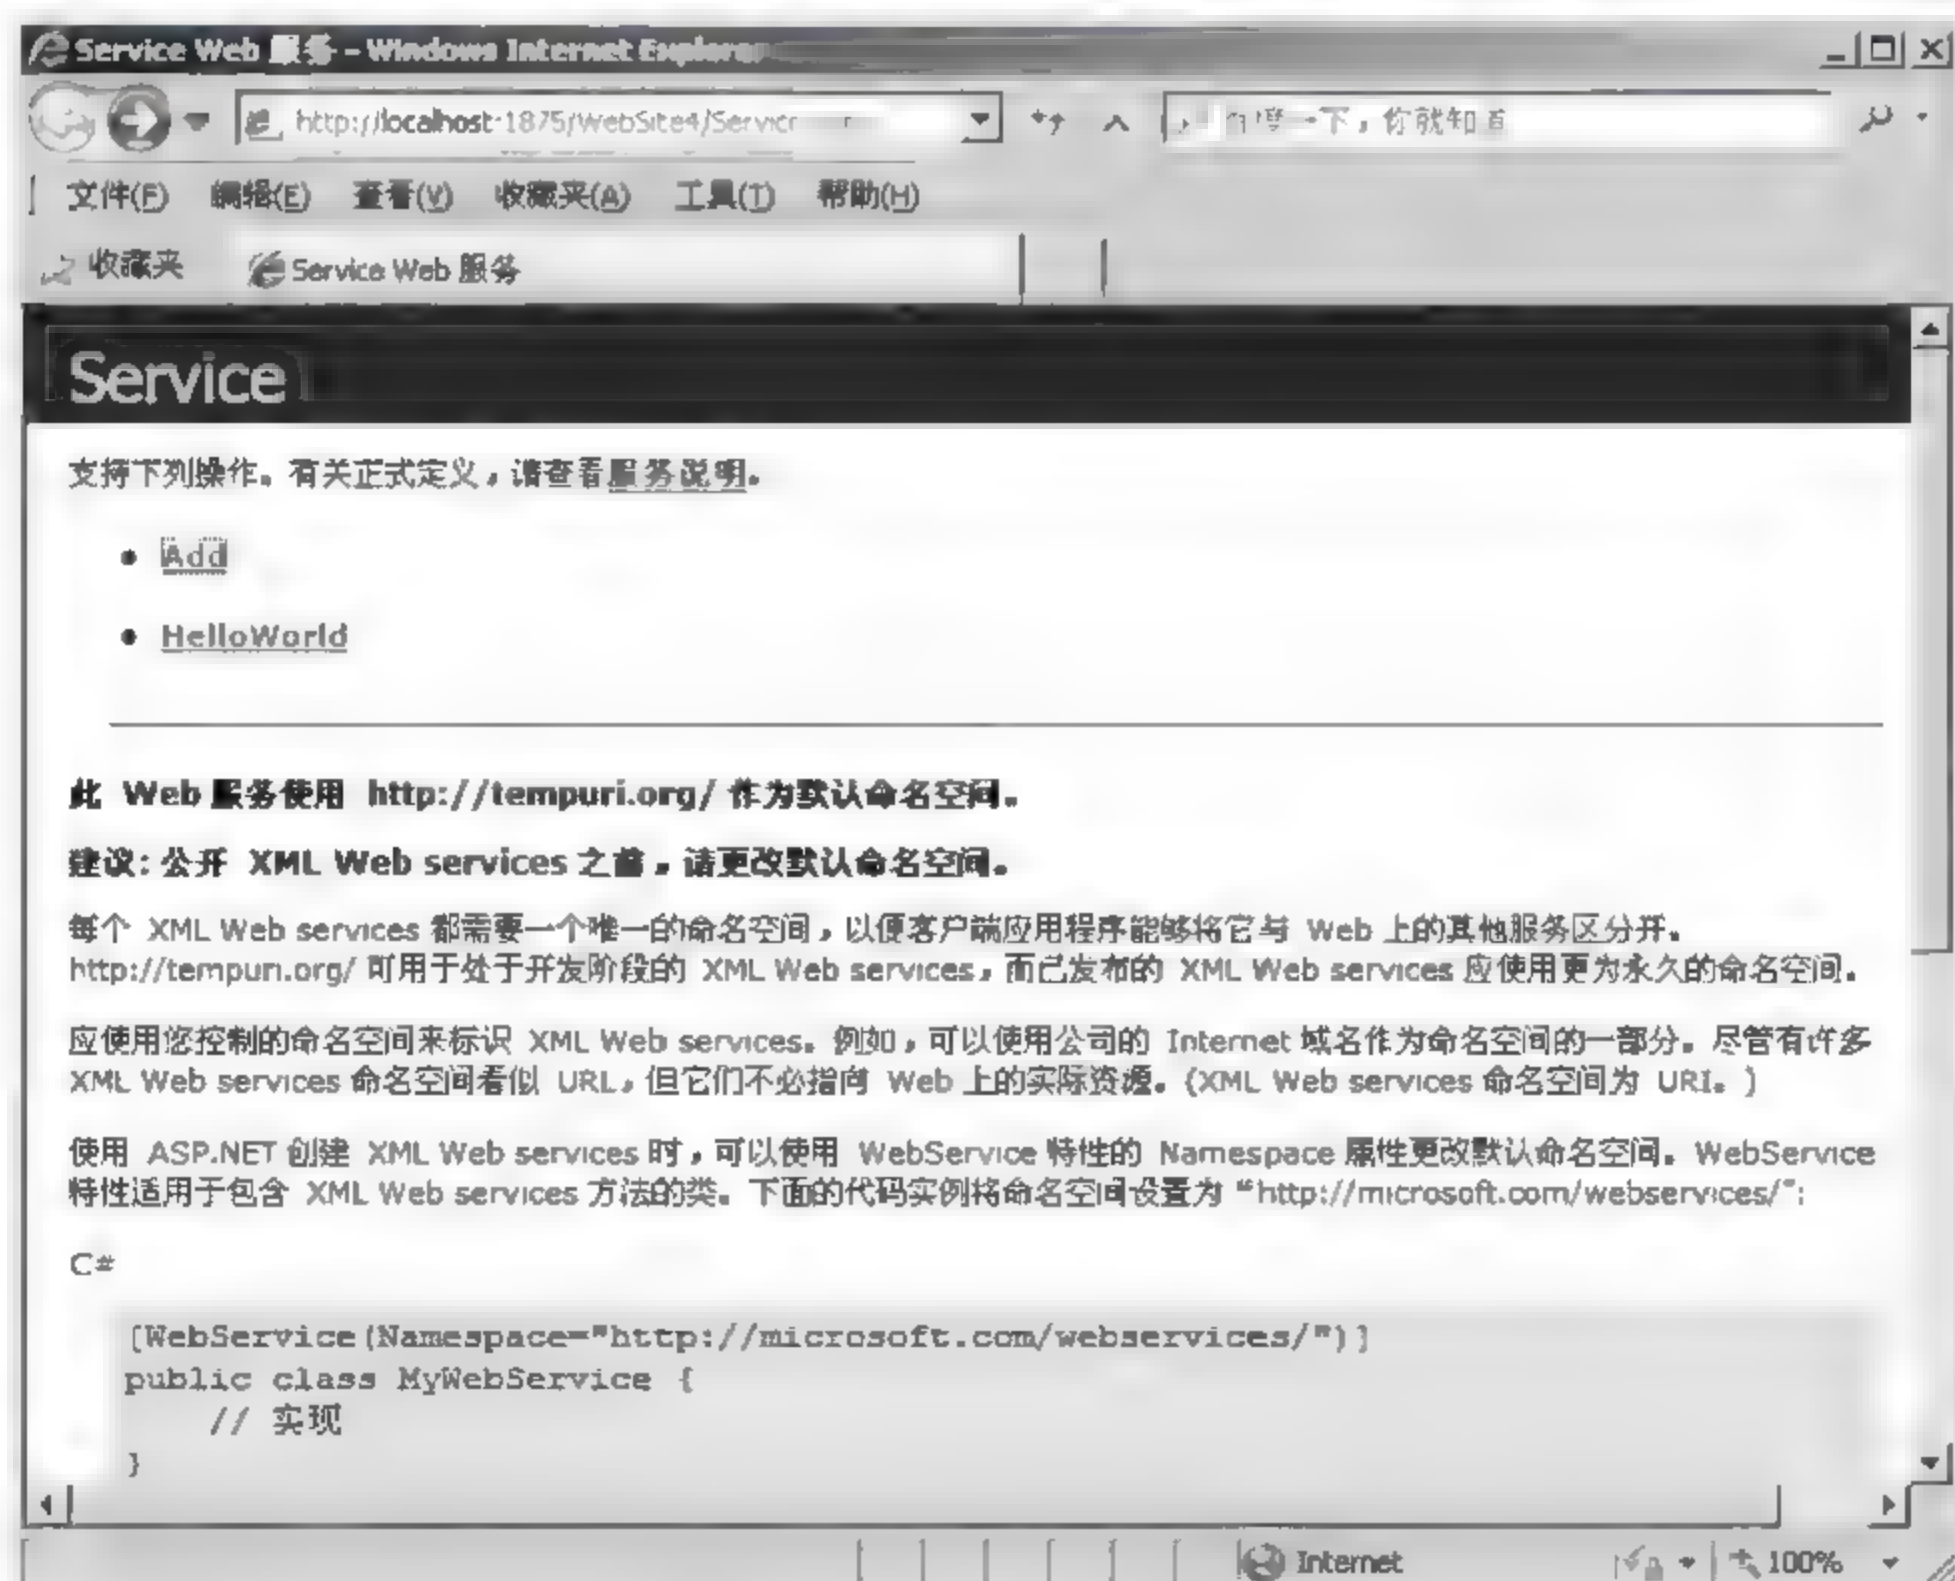 Service Web 服务 - Windows Internet Explorer
http://localhost:1875/WebSite4/Servic
一下，你就知道
文件(F) 编辑(E) 查看(V) 收藏夹(A) 工具(T) 帮助(H)
收藏夹 Service Web 服务
Service
支持下列操作。有关正式定义，请查看服务说明。
• Add
• HelloWorld
此 Web 服务使用 http://tempuri.org/ 作为默认命名空间。
建议: 公开 XML Web services 之前，请更改默认命名空间。
每个 XML Web services 都需要一个唯一的命名空间，以便客户端应用程序能够将它与 Web 上的其他服务区分开。
http://tempuri.org/ 可用于处于开发阶段的 XML Web services，而已发布的 XML Web services 应使用更为永久的命名空间。
应使用您控制的命名空间来标识 XML Web services。例如，可以使用公司的 Internet 域名作为命名空间的一部分。尽管有许多
XML Web services 命名空间看似 URL，但它们不必指向 Web 上的实际资源。(XML Web services 命名空间为 URI。)
使用 ASP.NET 创建 XML Web services 时，可以使用 WebService 特性的 Namespace 属性更改默认命名空间。WebService
特性适用于包含 XML Web services 方法的类。下面的代码实例将命名空间设置为“http://microsoft.com/webservices/”:
C#
[WebService(Namespace="http://microsoft.com/webservices/")]
public class MyWebService {
// 实现
}
Internet 100%